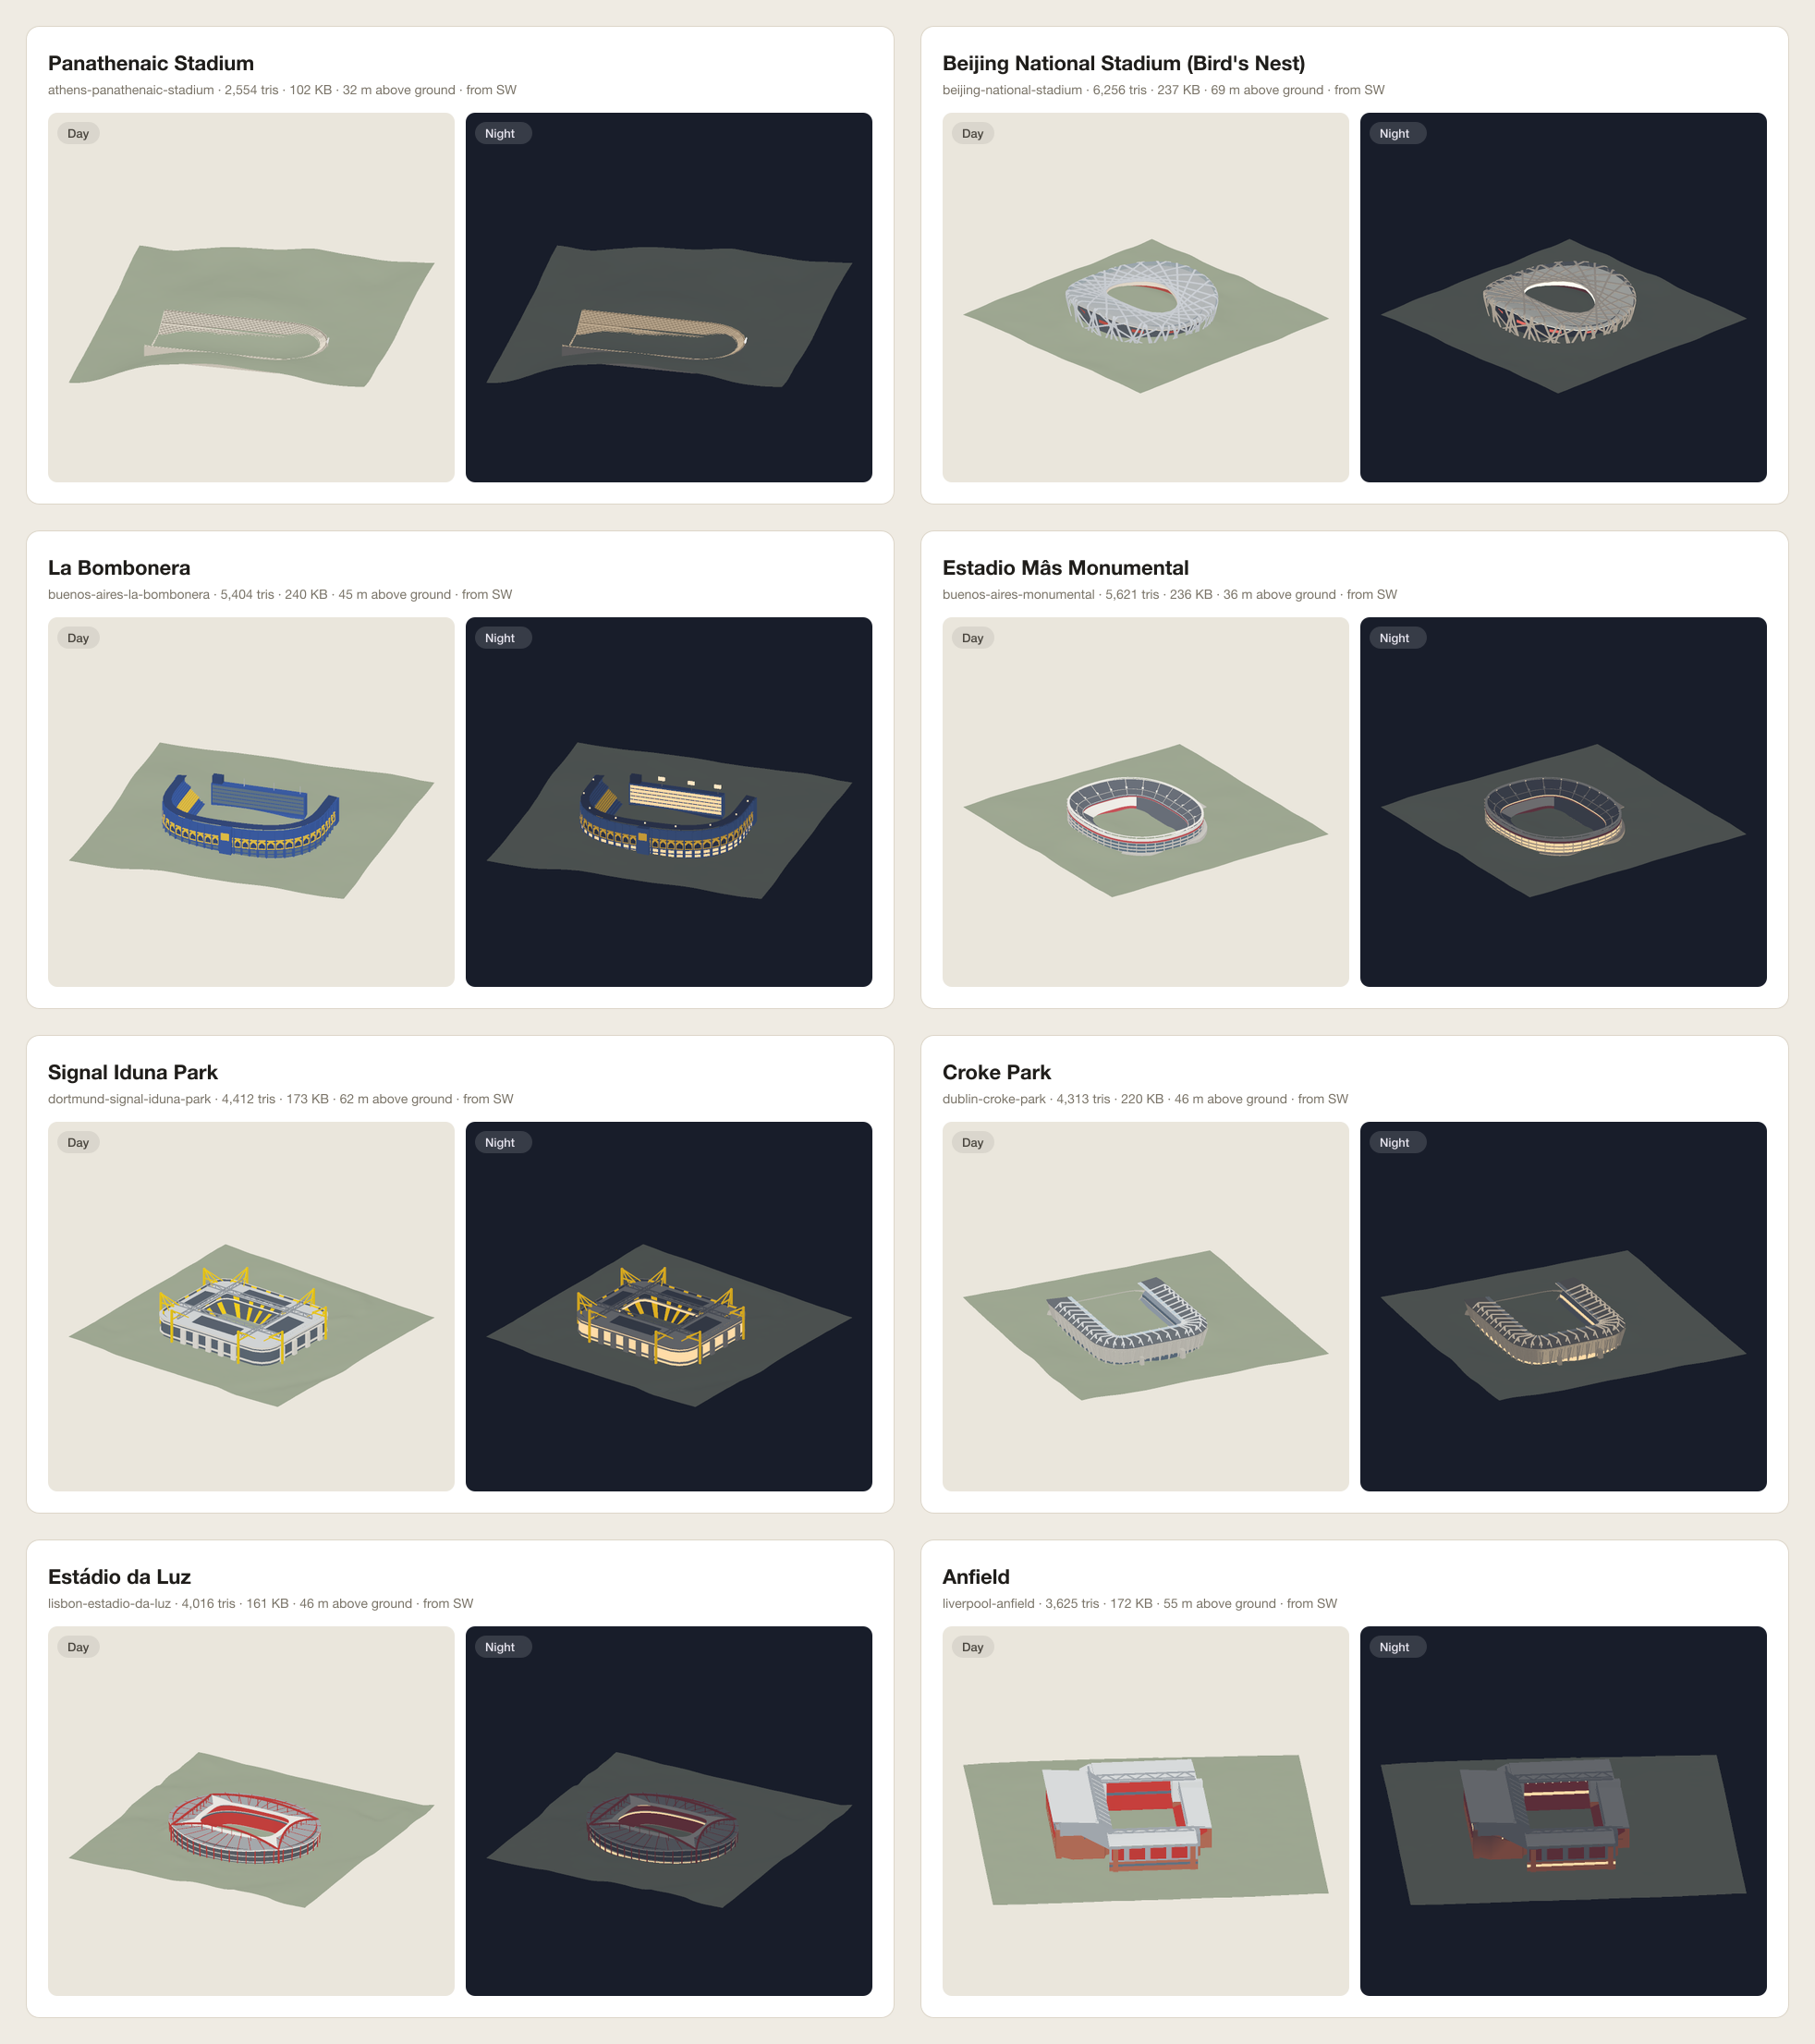 Panathenaic Stadium
athens-panathenaic-stadium · 2,554 tris · 102 KB · 32 m above ground · from SW
Day
Night
Beijing National Stadium (Bird's Nest)
beijing-national-stadium · 6,256 tris · 237 KB · 69 m above ground · from SW
Day
Night
La Bombonera
buenos-aires-la-bombonera · 5,404 tris · 240 KB · 45 m above ground · from SW
Day
Night
Estadio Mâs Monumental
buenos-aires-monumental · 5,621 tris · 236 KB · 36 m above ground · from SW
Day
Night
Signal Iduna Park
dortmund-signal-iduna-park · 4,412 tris · 173 KB · 62 m above ground · from SW
Day
Night
Croke Park
dublin-croke-park · 4,313 tris · 220 KB · 46 m above ground · from SW
Day
Night
Estádio da Luz
lisbon-estadio-da-luz · 4,016 tris · 161 KB · 46 m above ground · from SW
Day
Night
Anfield
liverpool-anfield · 3,625 tris · 172 KB · 55 m above ground · from SW
Day
Night